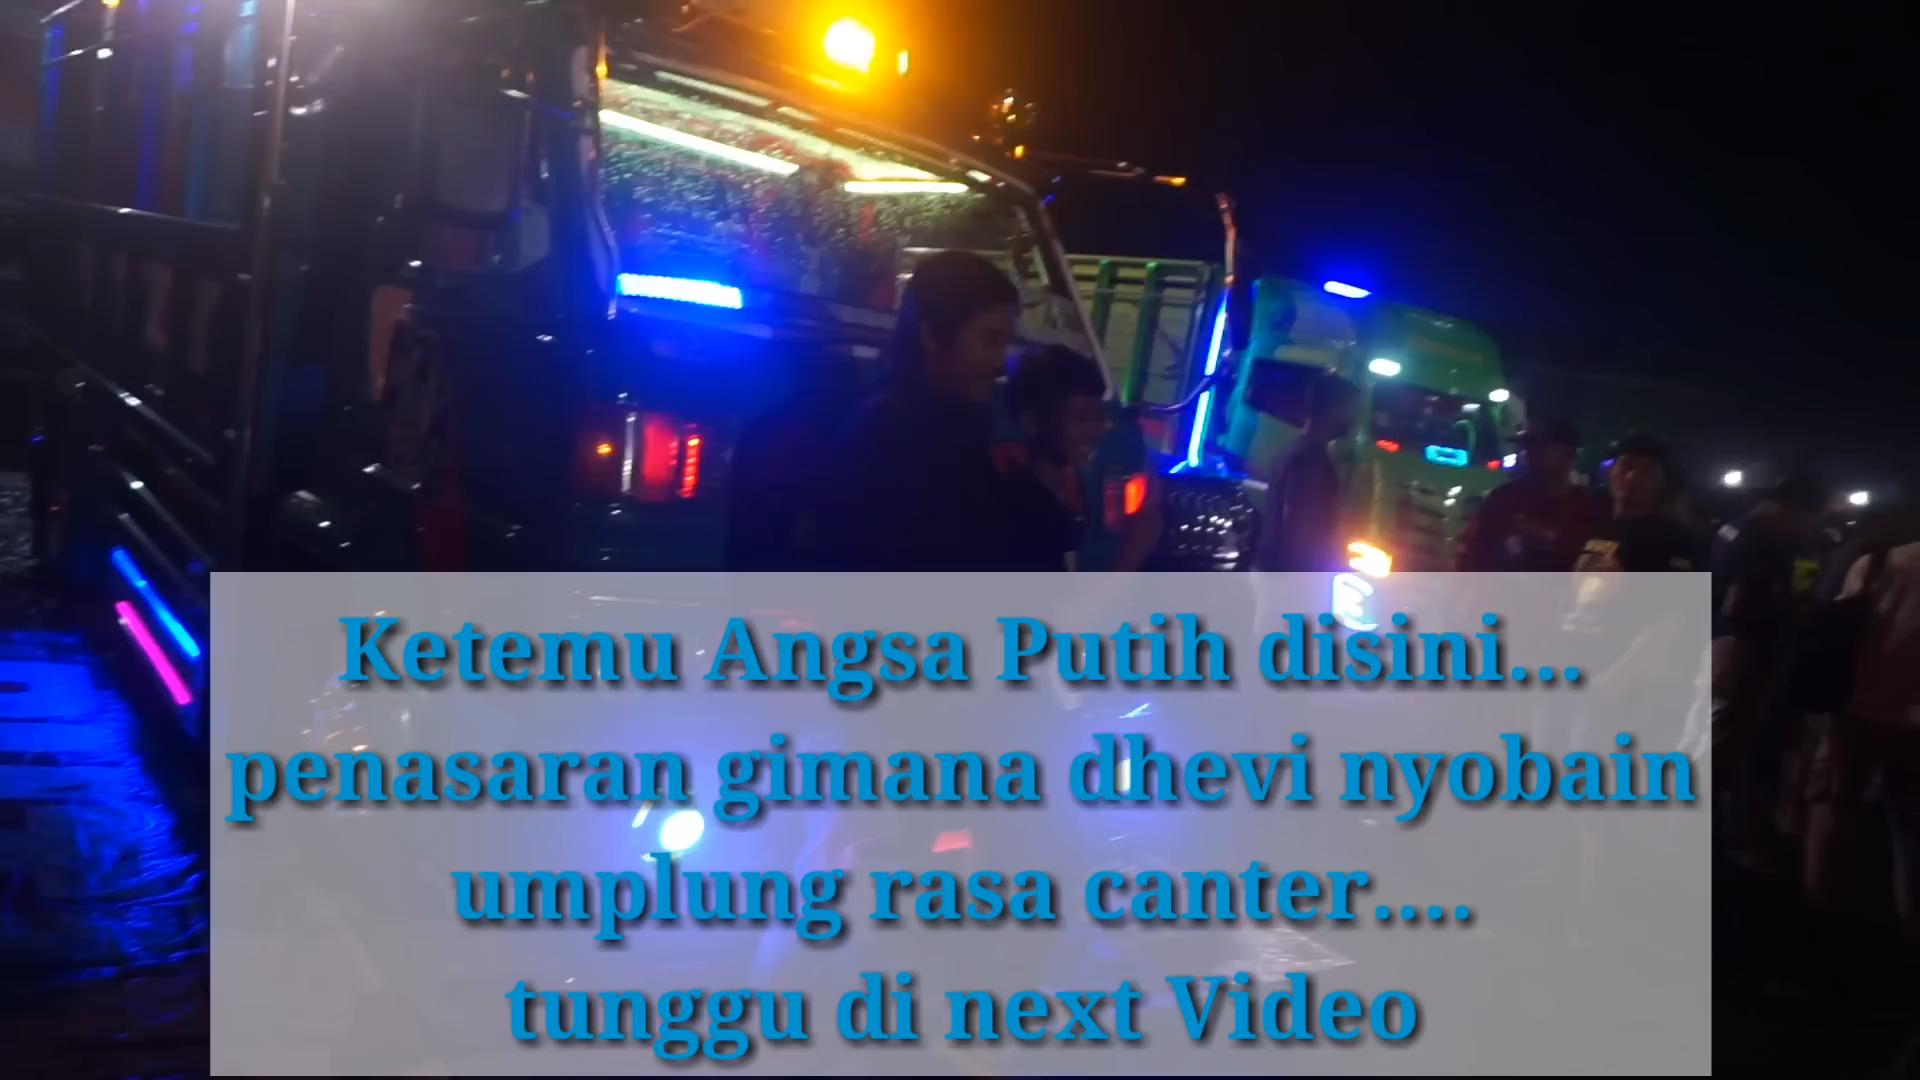 Ketemu Angsa Putih disini...
penasaran gimana dhevi nyobain
umplung rasa canter....
tunggu di next Video